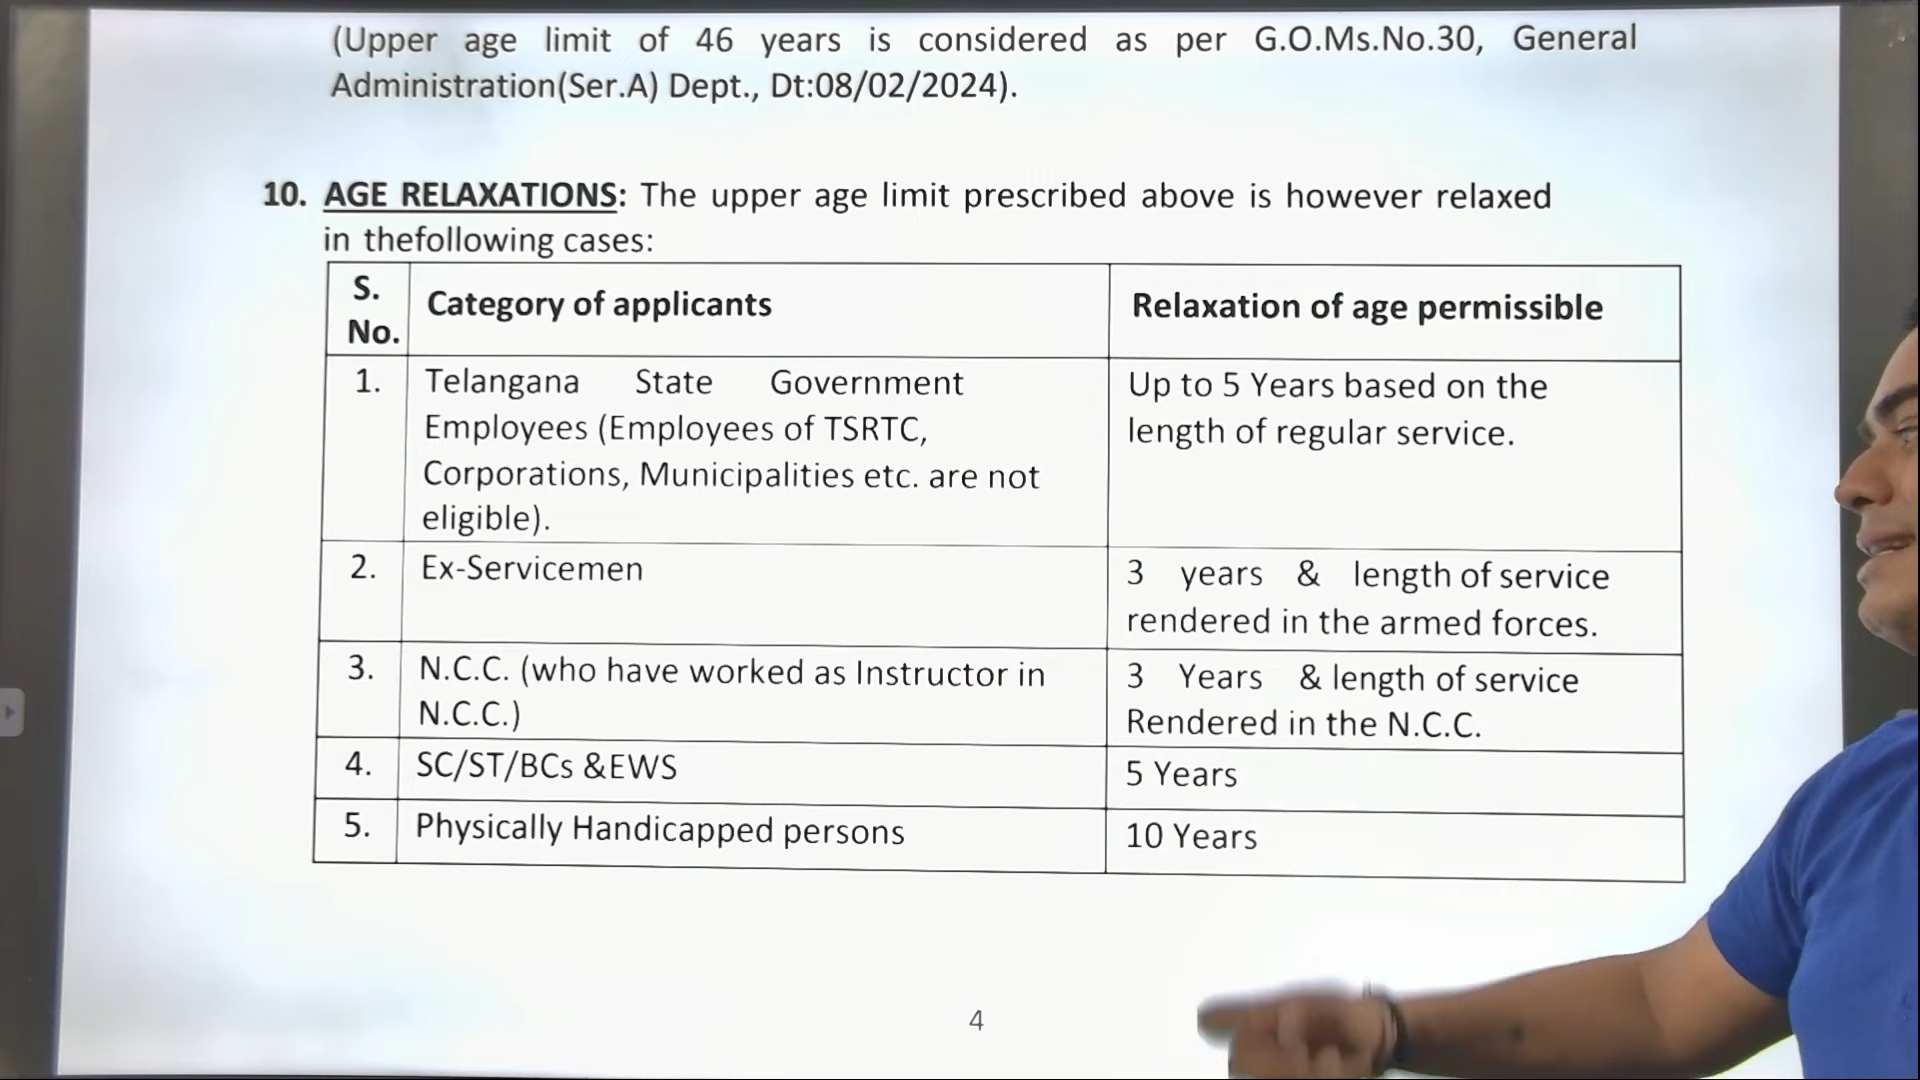 (Upper age limit of 46 years is considered as per G.O.Ms.No.30, General
Administration(Ser.A) Dept., Dt:08/02/2024).
10. AGE RELAXATIONS: The upper age limit prescribed above is however relaxed
in thefollowing cases:
S.
No.
Category of applicants
Relaxation of age permissible
1.
Telangana State Government
Employees (Employees of TSRTC,
Corporations, Municipalities etc. are not
eligible).
Up to 5 Years based on the
length of regular service.
2.
Ex-Servicemen
3 years & length of service
rendered in the armed forces.
3.
N.C.C. (who have worked as Instructor in
N.C.C.)
3 Years & length of service
Rendered in the N.C.C.
4.
SC/ST/BCs &EWS
5 Years
5.
Physically Handicapped persons
10 Years
4